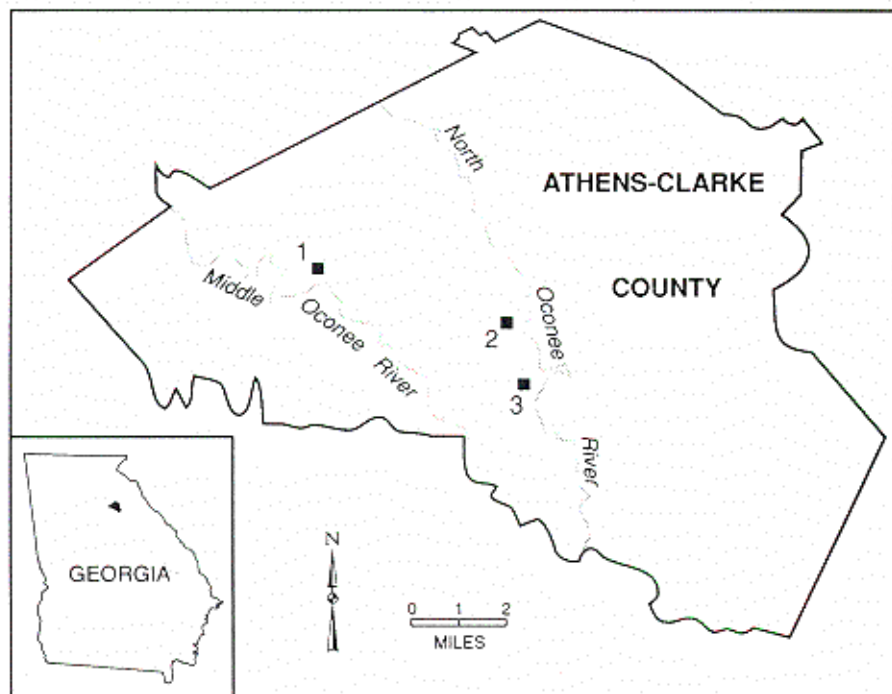 North
ATHENS-CLARKE
COUNTY
1
Middle
Oconee
River
2
Oconee
3
River
GEORGIA
N
0 1 2
MILES